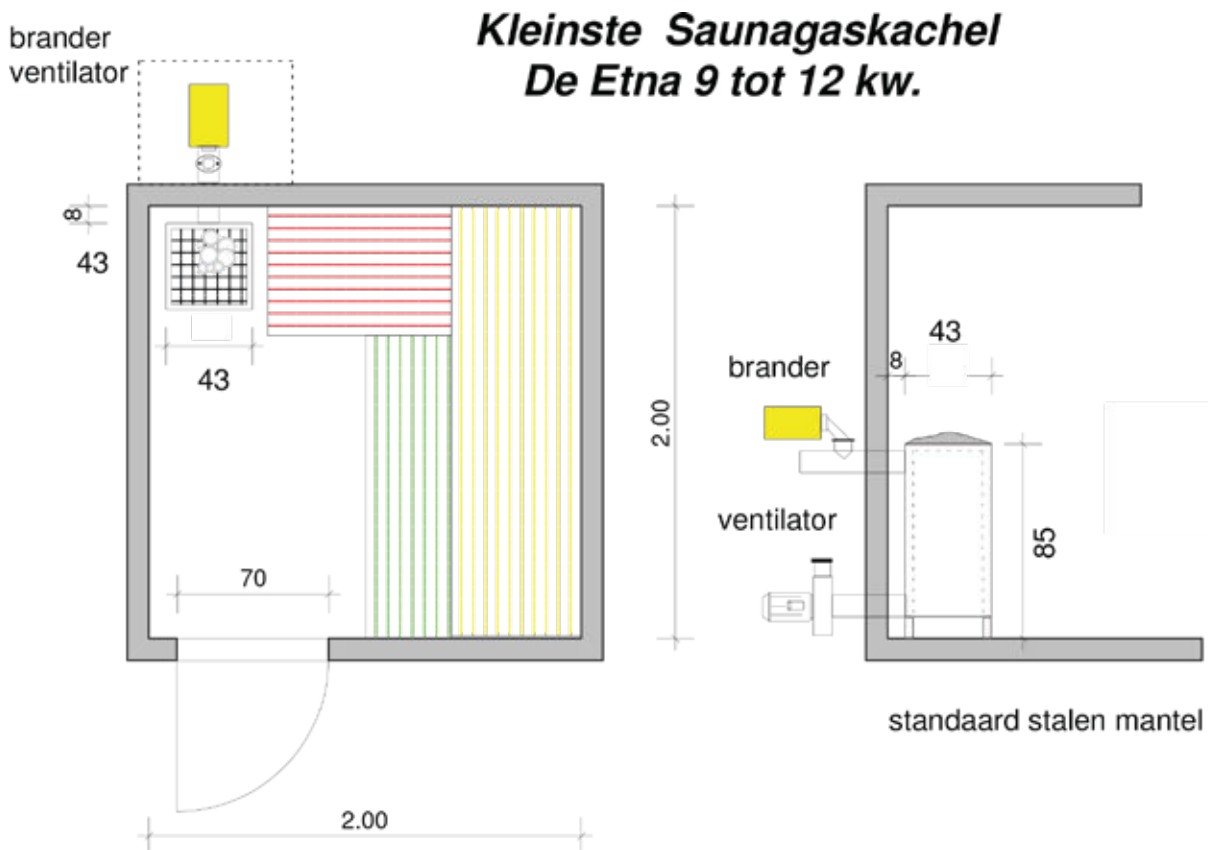 Kleinste Saunagaskachel
De Etna 9 tot 12 kw.
brander
ventilator
8
43
43
70
2.00
2.00
43
8
brander
ventilator
85
standaard stalen mantel